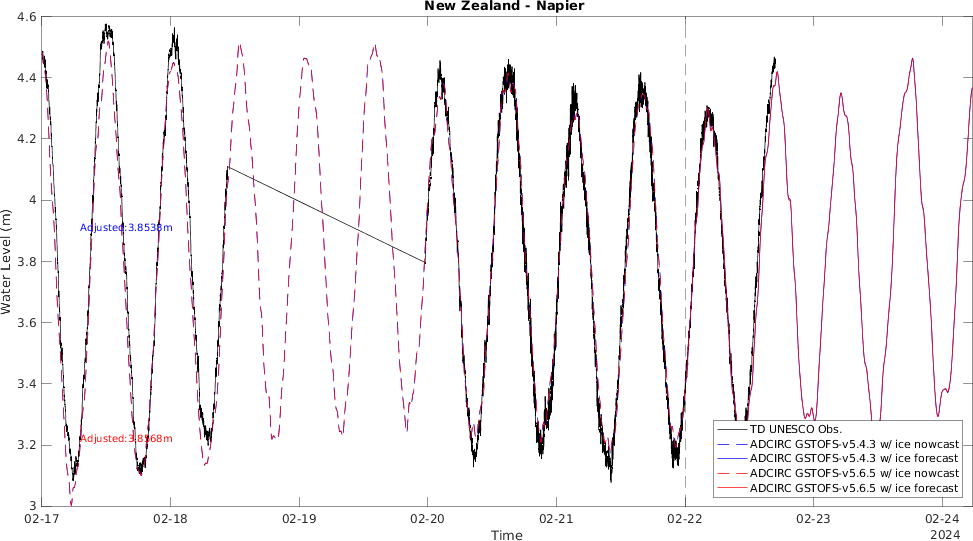 New Zealand - Napier
4.6
4.4
4.2
4
3.8
3.6
3.4
3.2
3
Water Level (m)
Adjusted:3.8538m
Adjusted:3.8568m
TD UNESCO Obs.
ADCIRC GSTOFS-v5.4.3 w/ ice nowcast
ADCIRC GSTOFS-v5.4.3 w/ ice forecast
ADCIRC GSTOFS-v5.6.5 w/ ice nowcast
ADCIRC GSTOFS-v5.6.5 w/ ice forecast
02-17 02-18 02-19 02-20 02-21 02-22 02-23 02-24
Time
2024